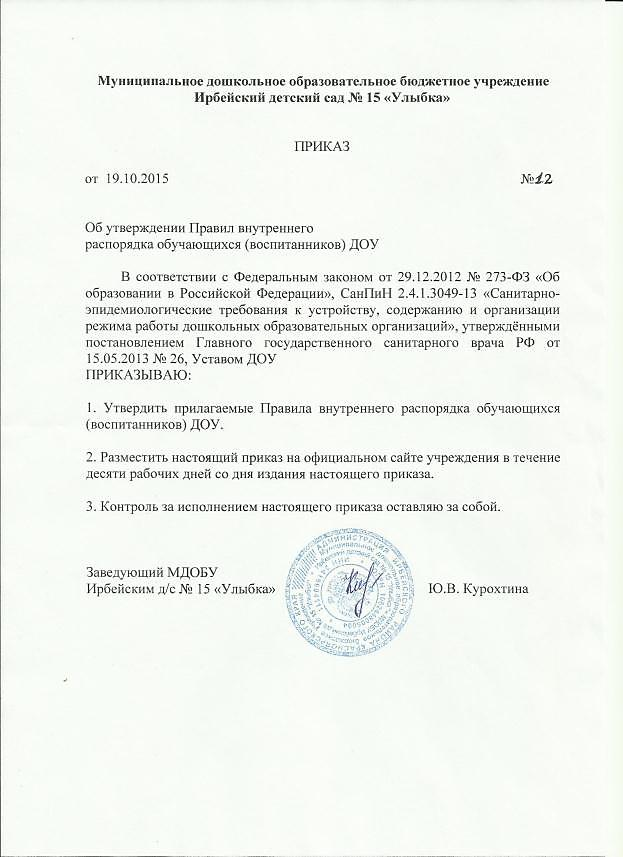 Муниципальное дошкольное образовательное бюджетное учреждение
Ирбейский детский сад № 15 «Улыбка»
ПРИКАЗ
от 19.10.2015 №12
Об утверждении Правил внутреннего
распорядка обучающихся (воспитанников) ДОУ
В соответствии с Федеральным законом от 29.12.2012 № 273-ФЗ «Об
образовании в Российской Федерации», СанПиН 2.4.1.3049-13 «Санитарно-
эпидемиологические требования к устройству, содержанию и организации
режима работы дошкольных образовательных организаций», утверждёнными
постановлением Главного государственного санитарного врача РФ от
15.05.2013 № 26, Уставом ДОУ
ПРИКАЗЫВАЮ:
1. Утвердить прилагаемые Правила внутреннего распорядка обучающихся
(воспитанников) ДОУ.
2. Разместить настоящий приказ на официальном сайте учреждения в течение
десяти рабочих дней со дня издания настоящего приказа.
3. Контроль за исполнением настоящего приказа оставляю за собой.
Заведующий МДОБУ
Ирбейским д/с № 15 «Улыбка» Ю.В. Курохтина
АДМИНИСТРАЦИЯ ИРБЕЙСКОГО РАЙОНА КРАСНОЯРСКОГО КРАЯ